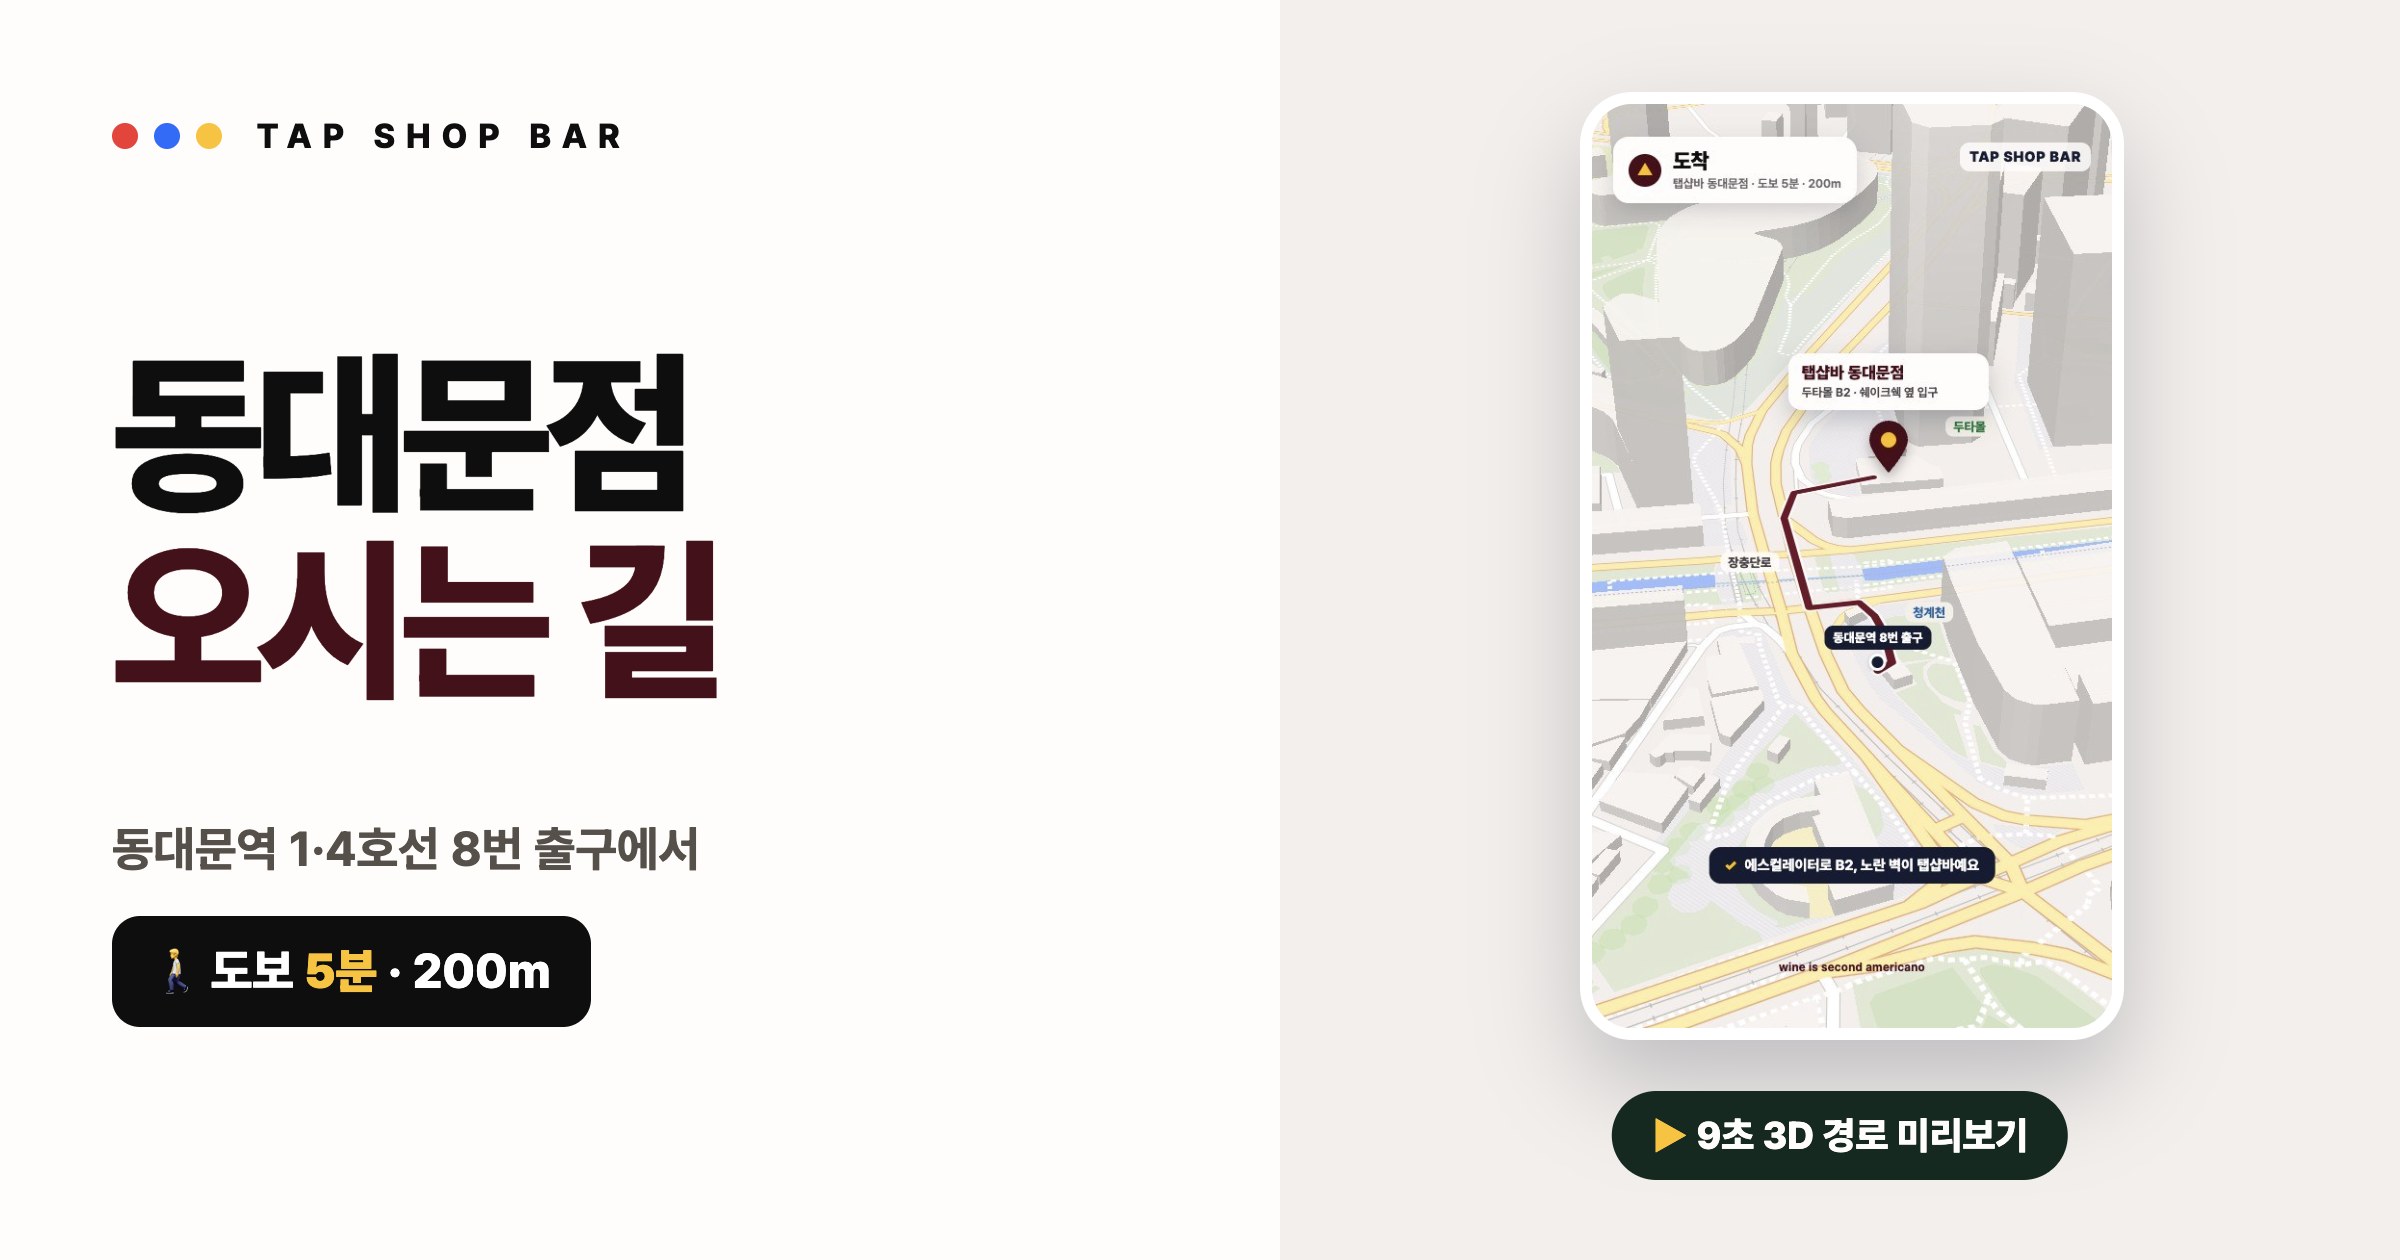 TAP SHOP BAR
동대문점
오시는 길
동대문역 1·4호선 8번 출구에서
도보 5분 · 200m
도착
탭샵바 동대문점 · 도보 5분 · 200m
TAP SHOP BAR
탭샵바 동대문점
두타몰 B2 · 쉐이크쉑 옆 입구
두타몰
장충단로
청계천
동대문역 8번 출구
에스컬레이터로 B2, 노란 벽이 탭샵바예요
wine is second americano
9초 3D 경로 미리보기